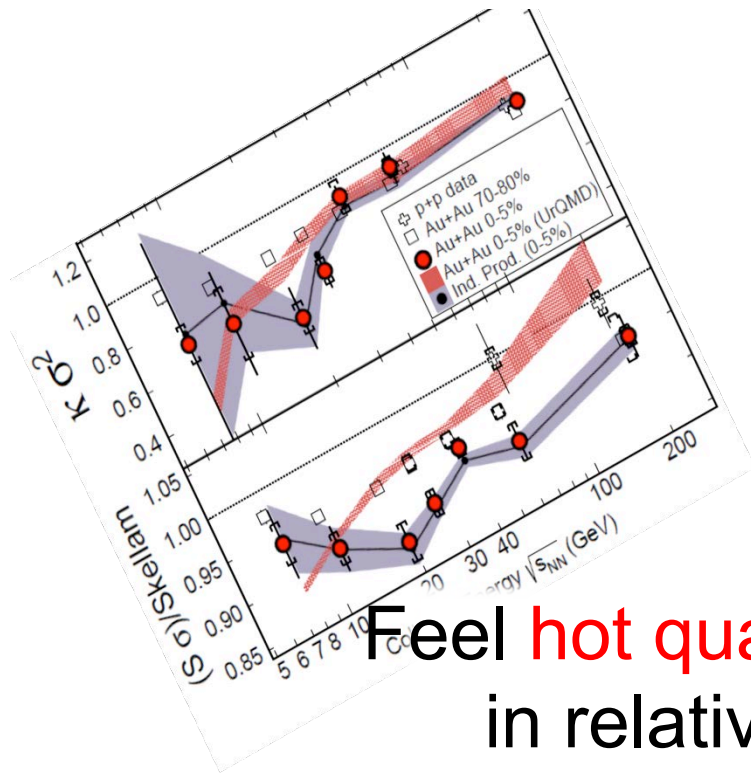 1.2
1.0
0.8
0.6
0.4
κ σ²
p+p data
Au+Au 70-80%
Au+Au 0-5%
Au+Au 0-5% (UrQMD)
Ind. Prod. (0-5%)
1.05
1.00
0.95
0.90
0.85
(S σ)/Skellam
5 6 7 8 10 20 30 40 100 200
√sNN (GeV)
Feel hot
in